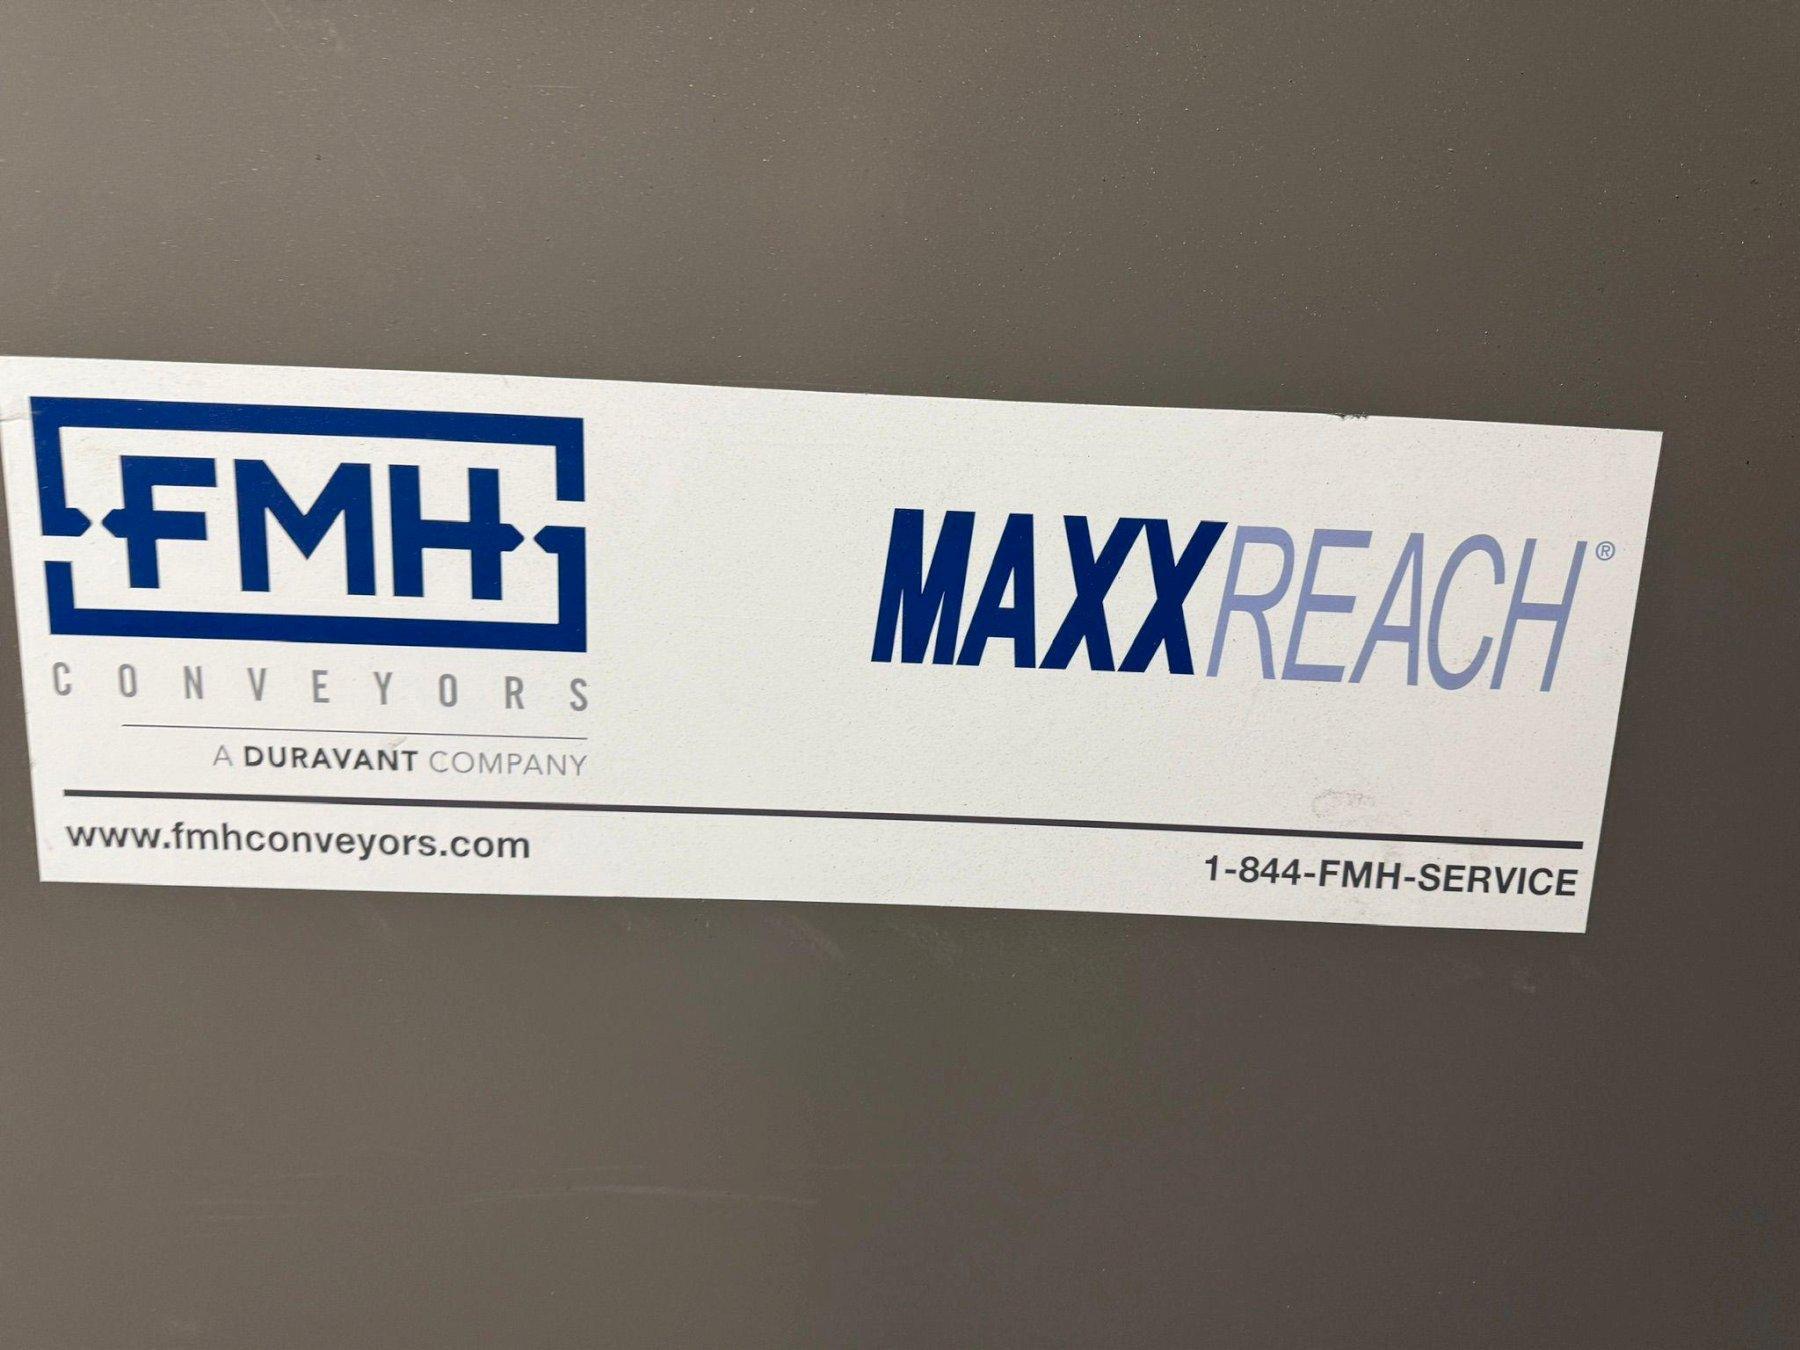 FMH
CONVEYORS
A DURAVANT COMPANY
MAXXREACH®
www.fmhconveyors.com
1-844-FMH-SERVICE